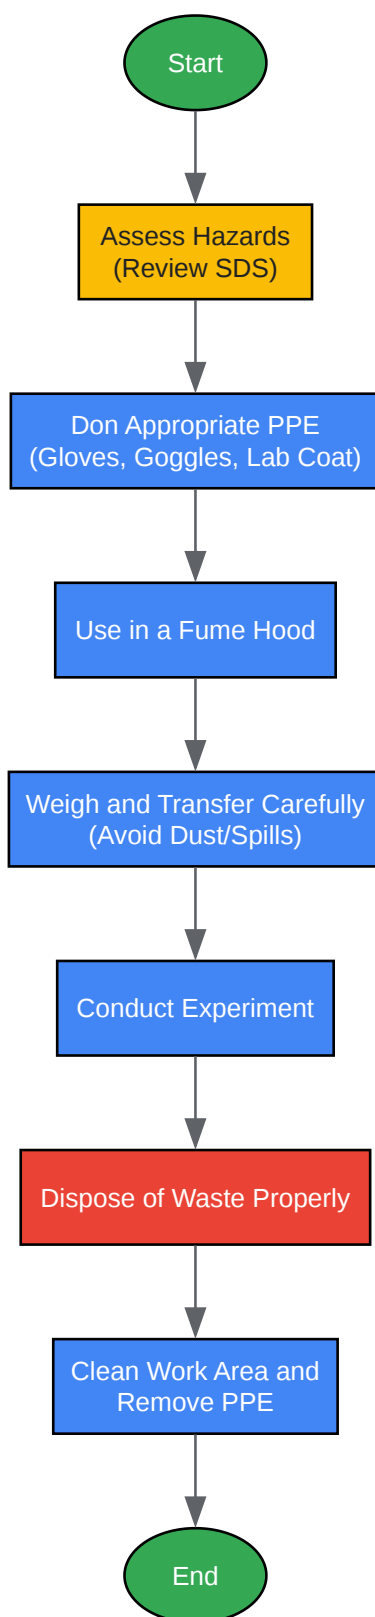 Start
Assess Hazards
(Review SDS)
Don Appropriate PPE
(Gloves, Goggles, Lab Coat)
Use in a Fume Hood
Weigh and Transfer Carefully
(Avoid Dust/Spills)
Conduct Experiment
Dispose of Waste Properly
Clean Work Area and
Remove PPE
End